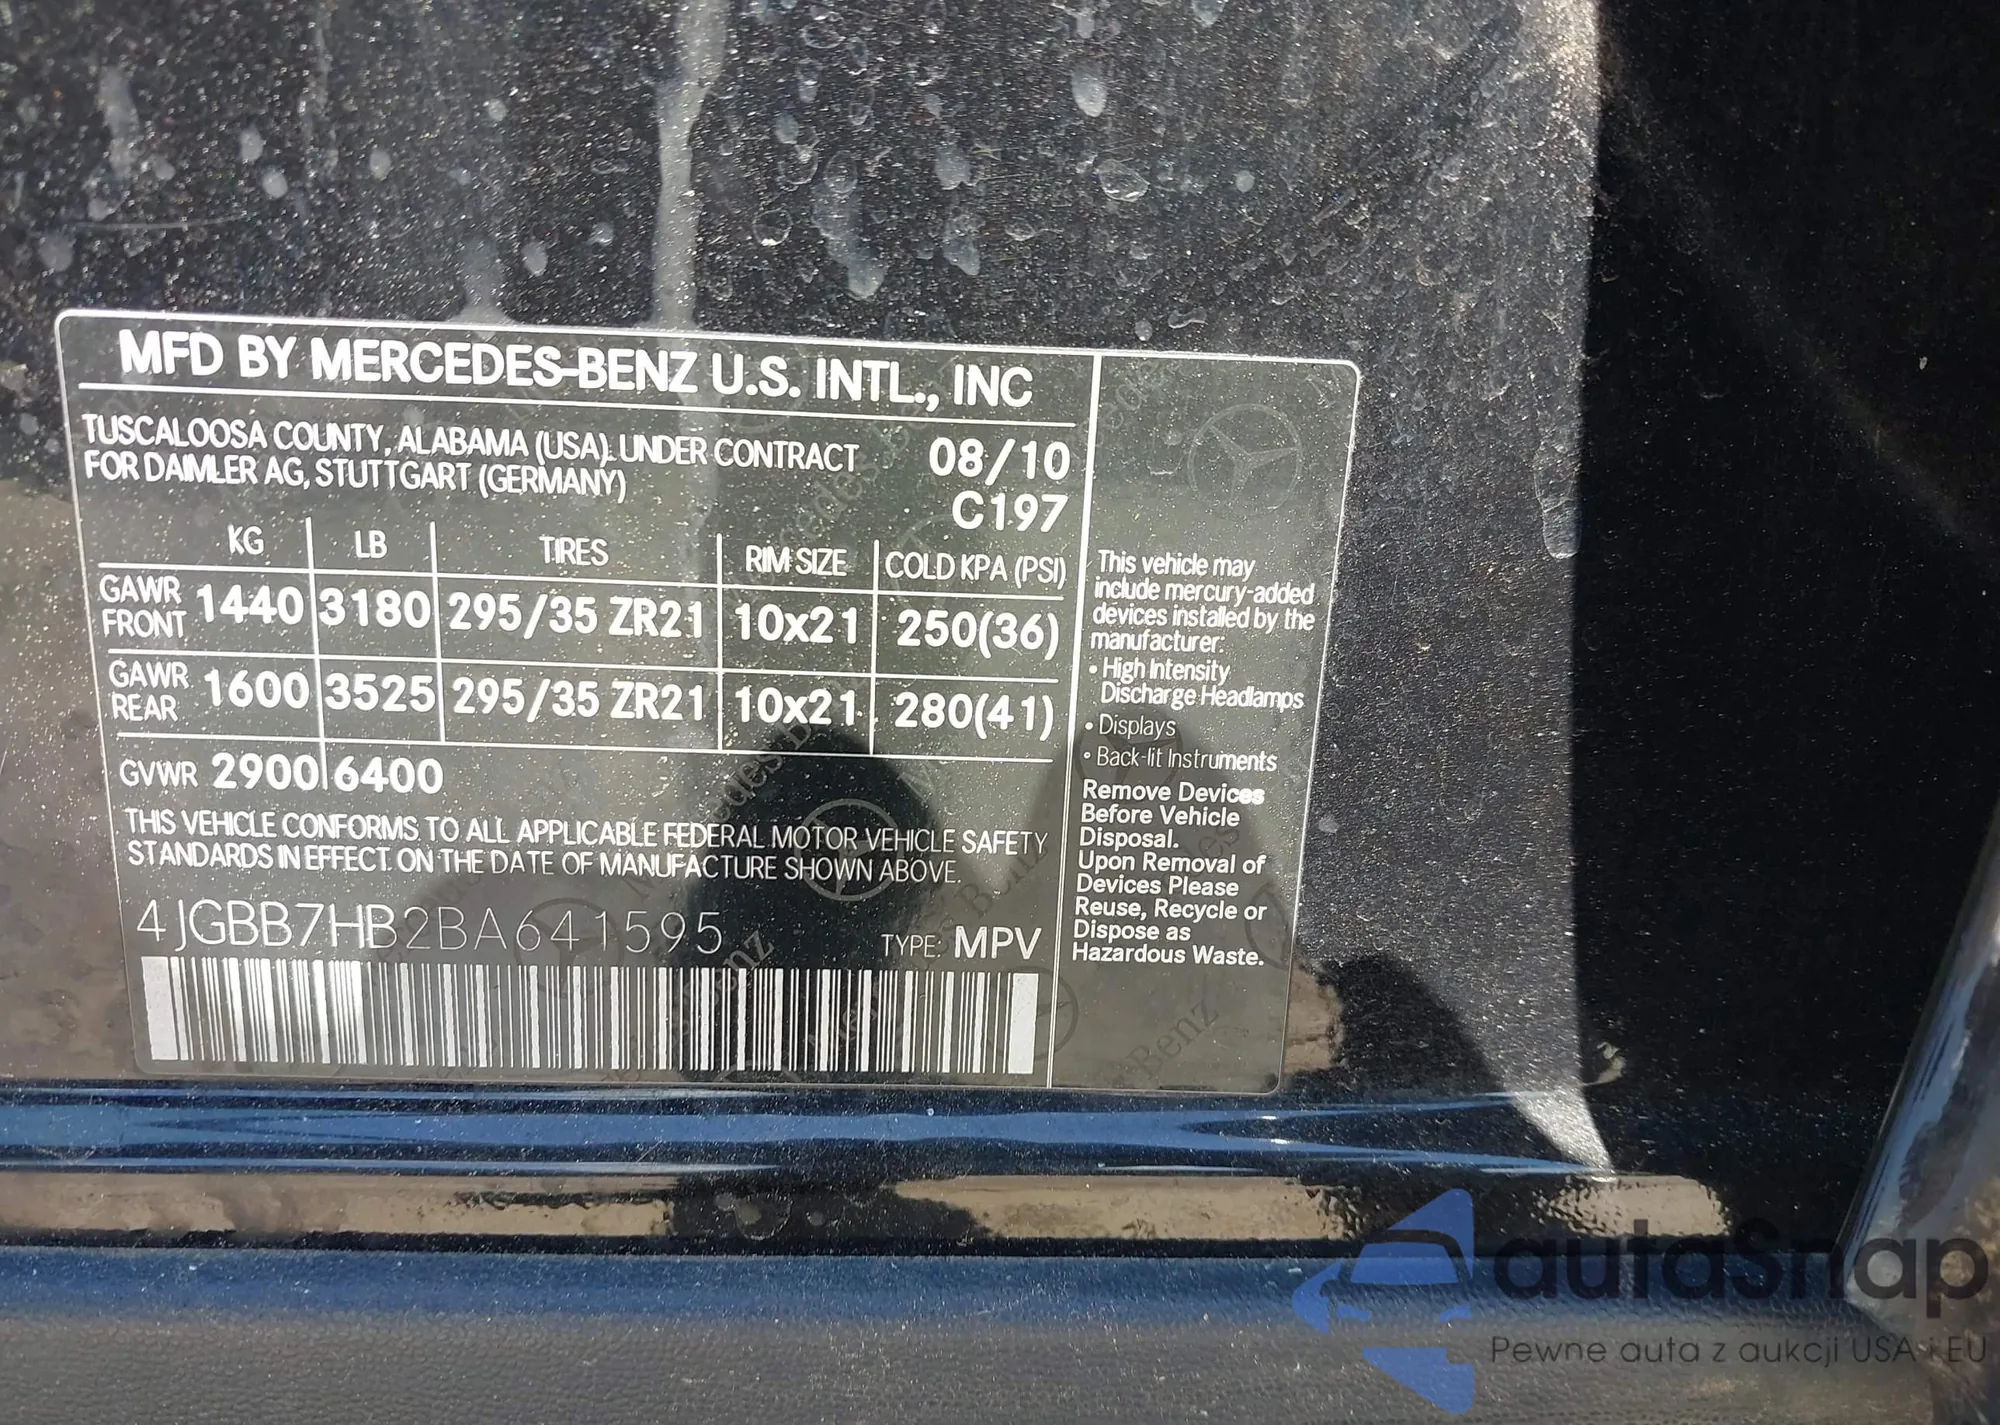 MFD BY MERCEDES-BENZ U.S. INTL., INC
TUSCALOOSA COUNTY, ALABAMA (USA) UNDER CONTRACT
FOR DAIMLER AG, STUTTGART (GERMANY)
08/10
C197
KG LB TIRES RIM SIZE COLD KPA (PSI)
GAWR FRONT 1440 3180 295/35 ZR21 10x21 250(36)
GAWR REAR 1600 3525 295/35 ZR21 10x21 280(41)
GVWR 2900 6400
THIS VEHICLE CONFORMS TO ALL APPLICABLE FEDERAL MOTOR VEHICLE SAFETY
STANDARDS IN EFFECT ON THE DATE OF MANUFACTURE SHOWN ABOVE.
4JGBB7HB2BA641595 TYPE: MPV
This vehicle may
include mercury-added
devices installed by the
manufacturer:
• High Intensity
Discharge Headlamps
• Displays
• Back-lit Instruments
Remove Devices
Before Vehicle
Disposal.
Upon Removal of
Devices Please
Reuse, Recycle or
Dispose as
Hazardous Waste.
autaSnap
Pewne auta z aukcji USA i EU